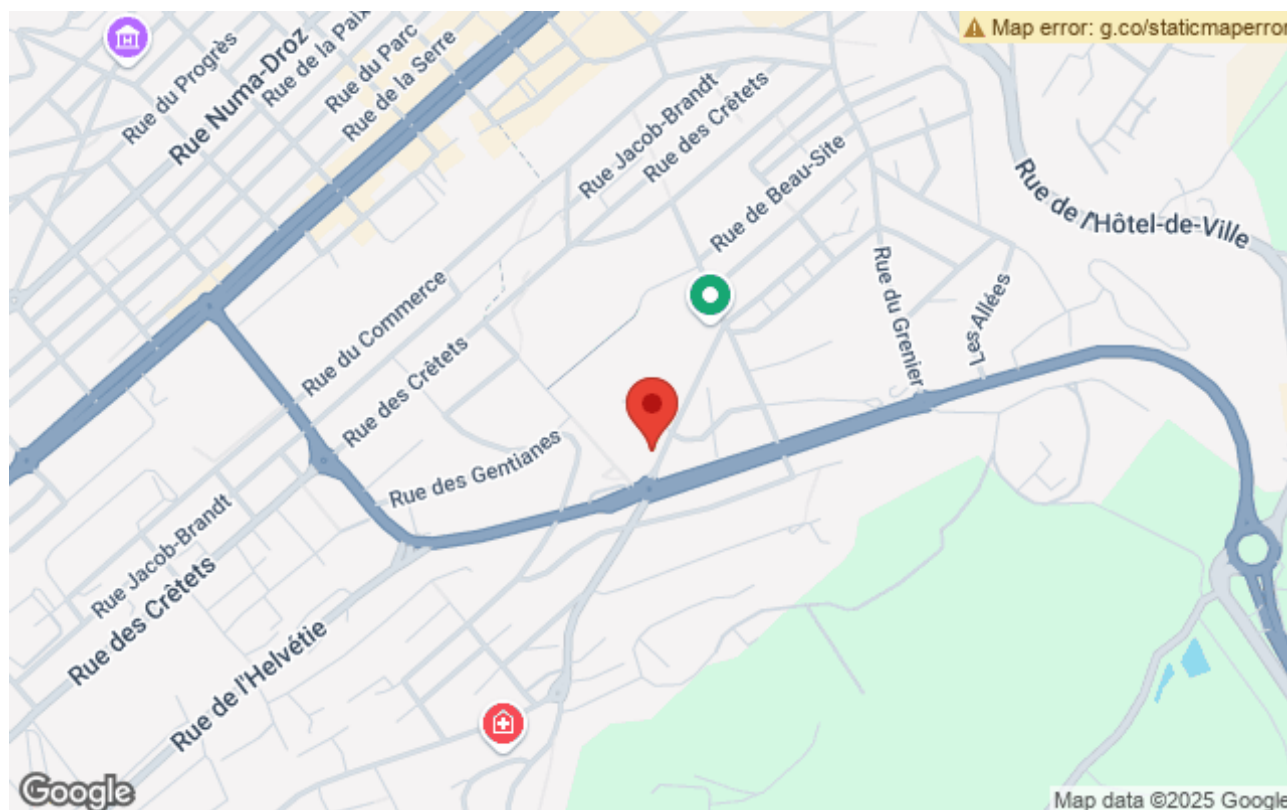 Map error: g.co/staticmaperror
Rue du Progrès
Rue Numa-Droz
Rue de la Paix
Rue du Parc
Rue de la Serre
Rue Jacob-Brandt
Rue des Crêtets
Rue de Beau-Site
Rue de l'Hôtel-de-Ville
Rue du Grenier
Les Allées
Rue du Commerce
Rue des Crêtets
Rue des Gentianes
Rue Jacob-Brandt
Rue des Crêtets
Rue de l'Helvétie
Google
Map data ©2025 Google